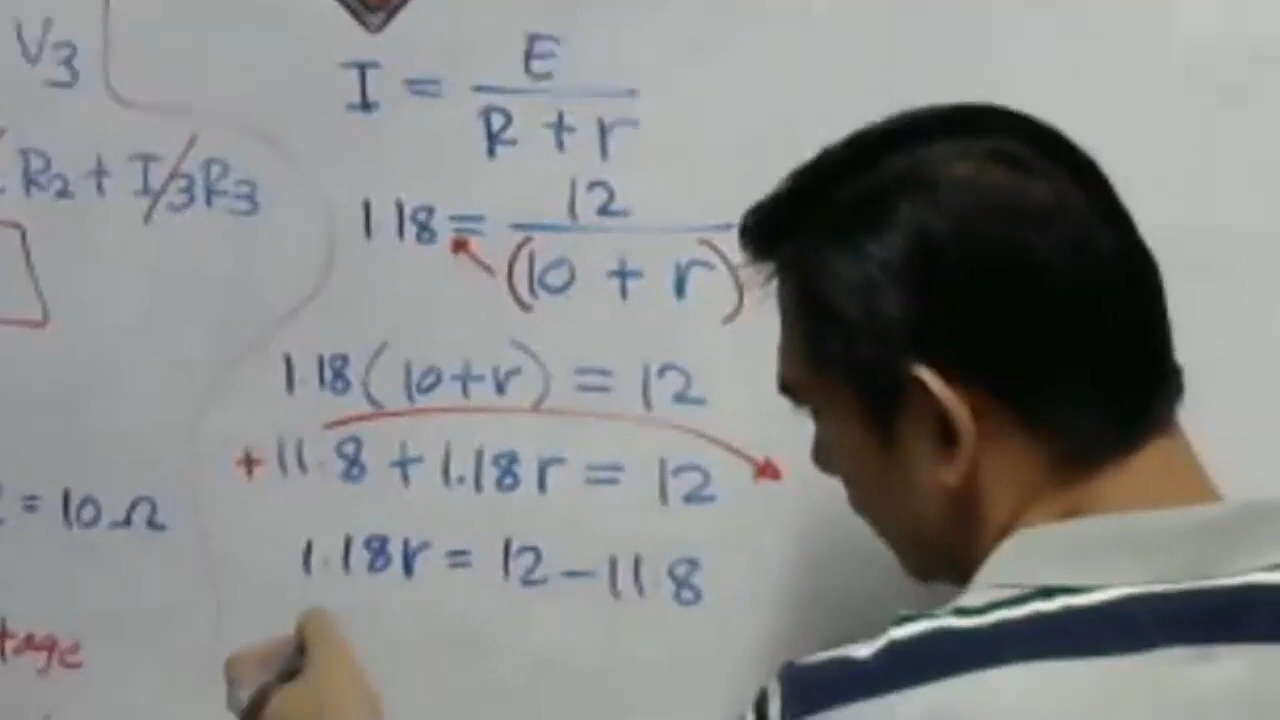 V3
R2 + I/3R3
= 10Ω
tage
I = E / (R + r)
1.18 = 12 / (10 + r)
1.18(10+r) = 12
+11.8 + 1.18r = 12
1.18r = 12 - 11.8